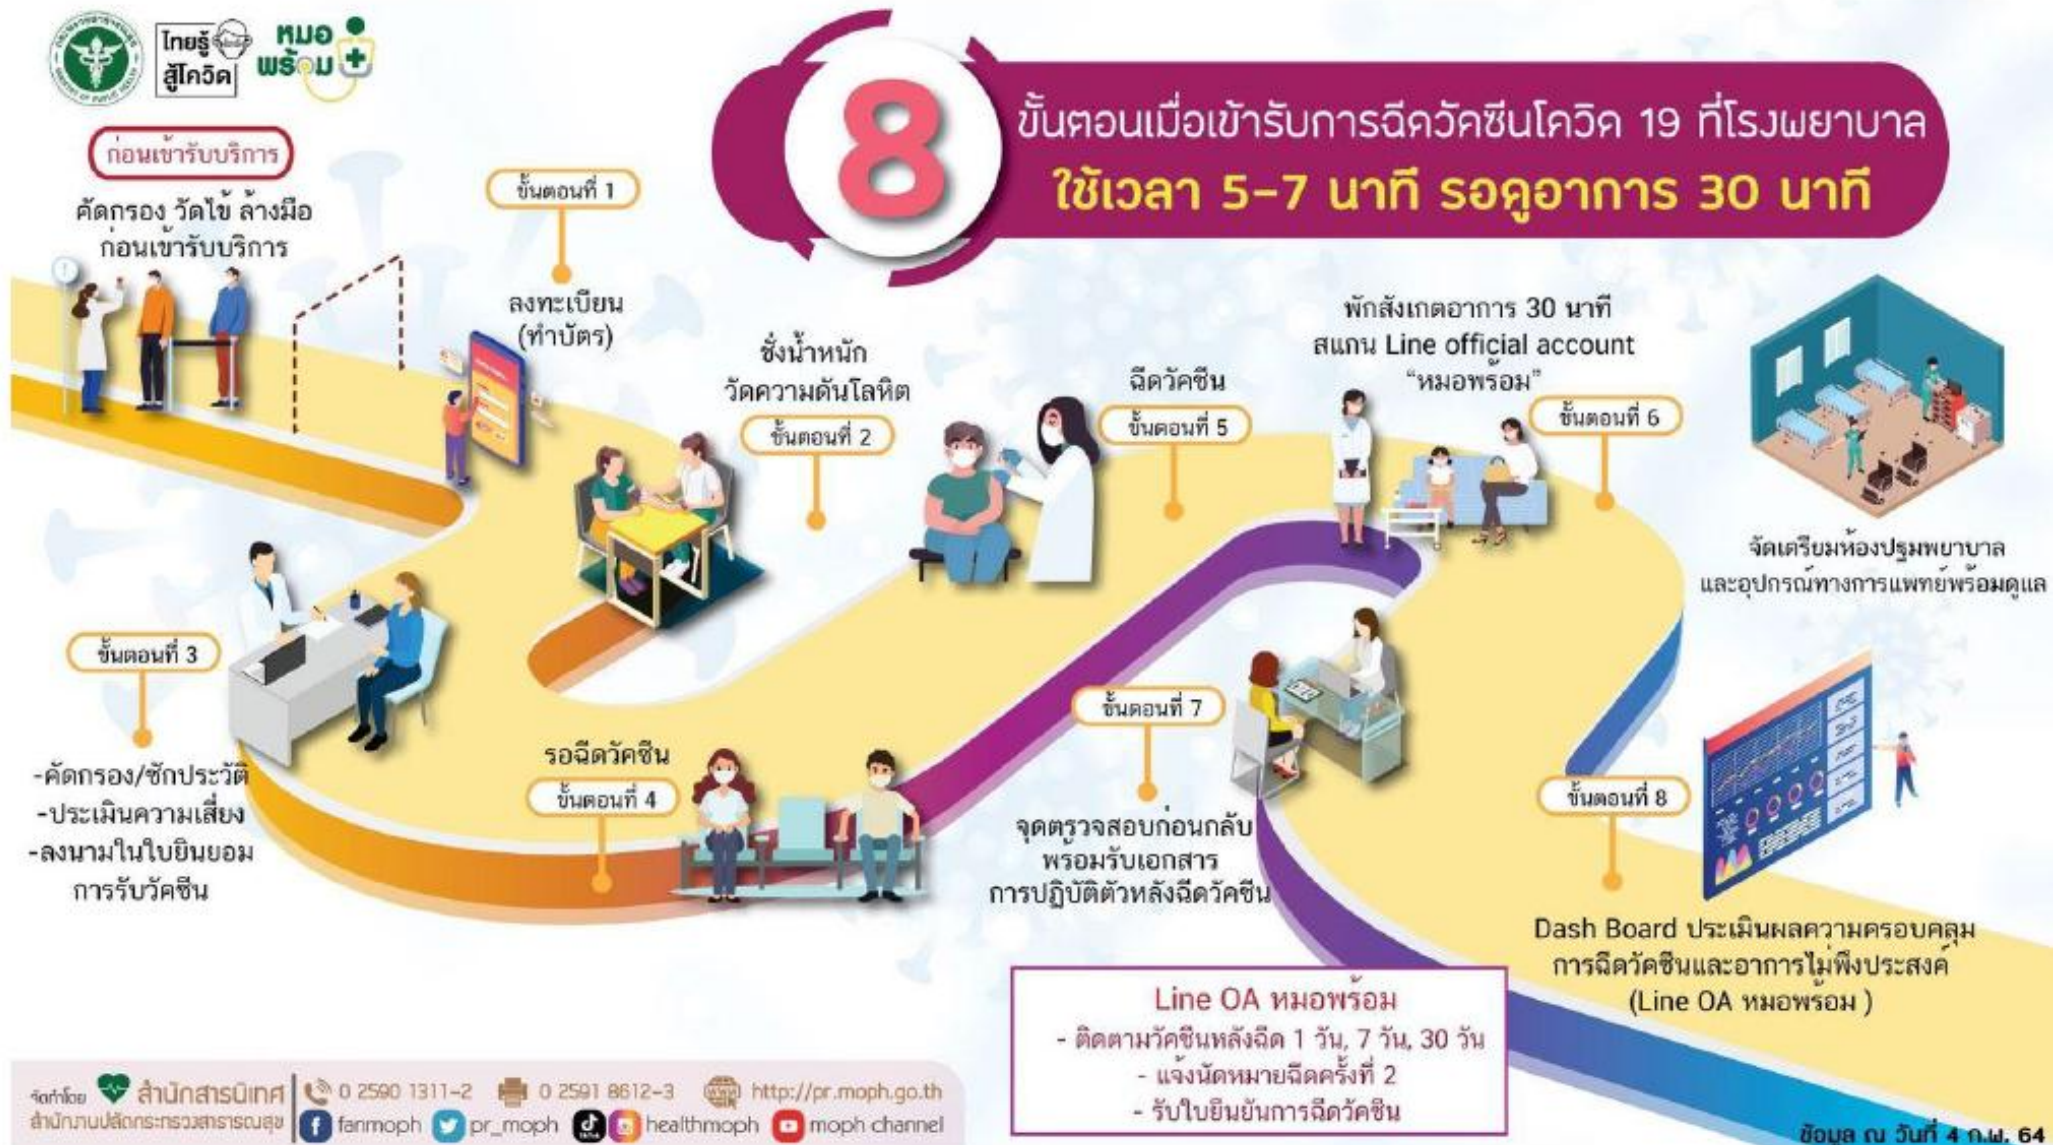 ไทยรู้
สู้โควิด
หมอ
พร้อม
8
ขั้นตอนเมื่อเข้ารับการฉีดวัคซีนโควิด 19 ที่โรงพยาบาล
ใช้เวลา 5-7 นาที รอดูอาการ 30 นาที
ก่อนเข้ารับบริการ
คัดกรอง วัดไข้ ล้างมือ
ก่อนเข้ารับบริการ
ขั้นตอนที่ 1
ลงทะเบียน
(ทำบัตร)
ชั่งน้ำหนัก
วัดความดันโลหิต
ขั้นตอนที่ 2
ขั้นตอนที่ 3
-คัดกรอง/ซักประวัติ
-ประเมินความเสี่ยง
-ลงนามในใบยินยอม
การรับวัคซีน
รอฉีดวัคซีน
ขั้นตอนที่ 4
ฉีดวัคซีน
ขั้นตอนที่ 5
พักสังเกตอาการ 30 นาที
สแกน Line official account
“หมอพร้อม”
ขั้นตอนที่ 6
จัดเตรียมห้องปฐมพยาบาล
และอุปกรณ์ทางการแพทย์พร้อมดูแล
ขั้นตอนที่ 7
จุดตรวจสอบก่อนกลับ
พร้อมรับเอกสาร
การปฏิบัติตัวหลังฉีดวัคซีน
ขั้นตอนที่ 8
Dash Board ประเมินผลความครอบคลุม
การฉีดวัคซีนและอาการไม่พึงประสงค์
(Line OA หมอพร้อม )
Line OA หมอพร้อม
- ติดตามวัคซีนหลังฉีด 1 วัน, 7 วัน, 30 วัน
- แจ้งนัดหมายฉีดครั้งที่ 2
- รับใบยืนยันการฉีดวัคซีน
จัดทำโดย สำนักสารนิเทศ
สำนักงานปลัดกระทรวงสาธารณสุข
0 2590 1311-2 0 2591 8612-3 http://pr.moph.go.th
fanmoph pr_moph healthmoph moph channel
ข้อมูล ณ วันที่ 4 ก.พ. 64